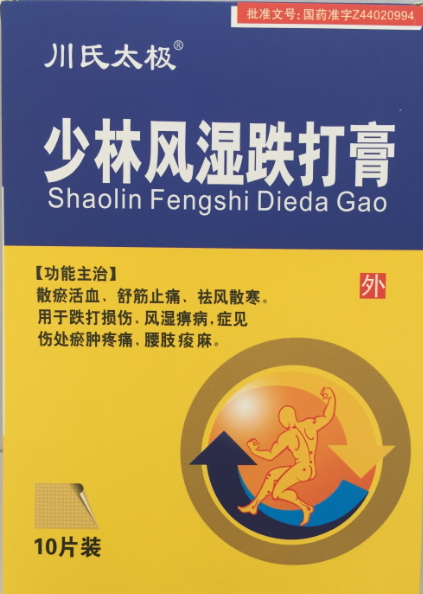 批准文号：国药准字Z44020994
川氏太极®
少林风湿跌打膏
Shaolin Fengshi Dieda Gao
【功能主治】
散瘀活血、舒筋止痛、祛风散寒。
用于跌打损伤、风湿痹病，症见
伤处瘀肿疼痛、腰肢痠麻。
外
10片装